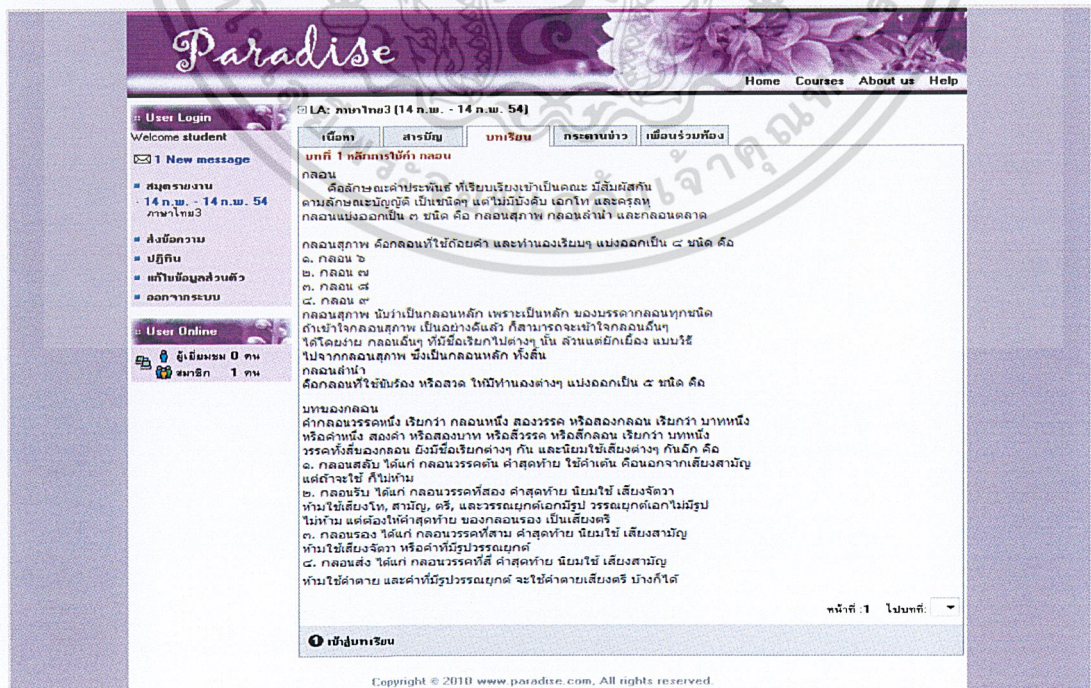 Paradise
Home Courses About us Help
User Login
Welcome student
1 New message
สมุดรายงาน
14 ก.พ. - 14 ก.พ. 54
ภาษาไทย3
ส่งข้อความ
ปฏิทิน
แก้ไขข้อมูลส่วนตัว
ออกจากระบบ
User Online
ผู้เยี่ยมชม 0 คน
สมาชิก 1 คน
LA: ภาษาไทย3 [14 ก.พ. - 14 ก.พ. 54]
เนื้อหา สารบัญ บทเรียน กระดานข่าว เพื่อนร่วมห้อง
บทที่ 1 หลักการใช้คำ กลอน
กลอน
คือลักษณะคำประพันธ์ ที่เรียบเรียงเข้าเป็นคณะ มีสัมผัสกัน
ตามลักษณะบัญญัติ เป็นชนิดๆ แต่ไม่มีบังคับ เอกโท และครุลหุ
กลอนแบ่งออกเป็น ๓ ชนิด คือ กลอนสุภาพ กลอนลำนำ และกลอนตลาด
กลอนสุภาพ คือกลอนที่ใช้ถ้อยคำ และทำนองเรียบๆ แบ่งออกเป็น ๔ ชนิด คือ
๑. กลอน ๖
๒. กลอน ๗
๓. กลอน ๘
๔. กลอน ๙
กลอนสุภาพ นับว่าเป็นกลอนหลัก เพราะเป็นหลัก ของบรรดากลอนทุกชนิด
ถ้าเข้าใจกลอนสุภาพ เป็นอย่างดีแล้ว ก็สามารถจะเข้าใจกลอนอื่นๆ
ได้โดยง่าย กลอนอื่นๆ ที่มีชื่อเรียกไปต่างๆ นั้น ล้วนแต่ยักเยื้อง แบบวิธี
ไปจากกลอนสุภาพ ซึ่งเป็นกลอนหลัก ทั้งสิ้น
กลอนลำนำ
คือกลอนที่ใช้ขับร้อง หรือสวด ให้มีทำนองต่างๆ แบ่งออกเป็น ๕ ชนิด คือ
บทของกลอน
คำกลอนวรรคหนึ่ง เรียกว่า กลอนหนึ่ง สองวรรค หรือสองกลอน เรียกว่า บาทหนึ่ง
หรือคำหนึ่ง สองคำ หรือสองบาท หรือสี่วรรค หรือสี่กลอน เรียกว่า บทหนึ่ง
วรรคทั้งสี่ของกลอน ยังมีชื่อเรียกต่างๆ กัน และนิยมใช้เสียงต่างๆ กันอีก คือ
๑. กลอนสลับ ได้แก่ กลอนวรรคต้น คำสุดท้าย ใช้คำเต้น คือนอกจากเสียงสามัญ
แต่ถ้าจะใช้ ก็ไม่ห้าม
๒. กลอนรับ ได้แก่ กลอนวรรคที่สอง คำสุดท้าย นิยมใช้ เสียงจัตวา
ห้ามใช้เสียงโท, สามัญ, ตรี, และวรรณยุกต์เอกมีรูป วรรณยุกต์เอกไม่มีรูป
ไม่ห้าม แต่ต้องให้คำสุดท้าย ของกลอนรอง เป็นเสียงตรี
๓. กลอนรอง ได้แก่ กลอนวรรคที่สาม คำสุดท้าย นิยมใช้ เสียงสามัญ
ห้ามใช้เสียงจัตวา หรือคำที่มีรูปวรรณยุกต์
๔. กลอนส่ง ได้แก่ กลอนวรรคที่สี่ คำสุดท้าย นิยมใช้ เสียงสามัญ
ห้ามใช้คำตาย และคำที่มีรูปวรรณยุกต์ จะใช้คำตายเสียงตรี บ้างก็ได้
หน้าที่ :1 ไปบทที่:
1 เข้าสู่บทเรียน
Copyright © 2010 www.paradise.com, All rights reserved.